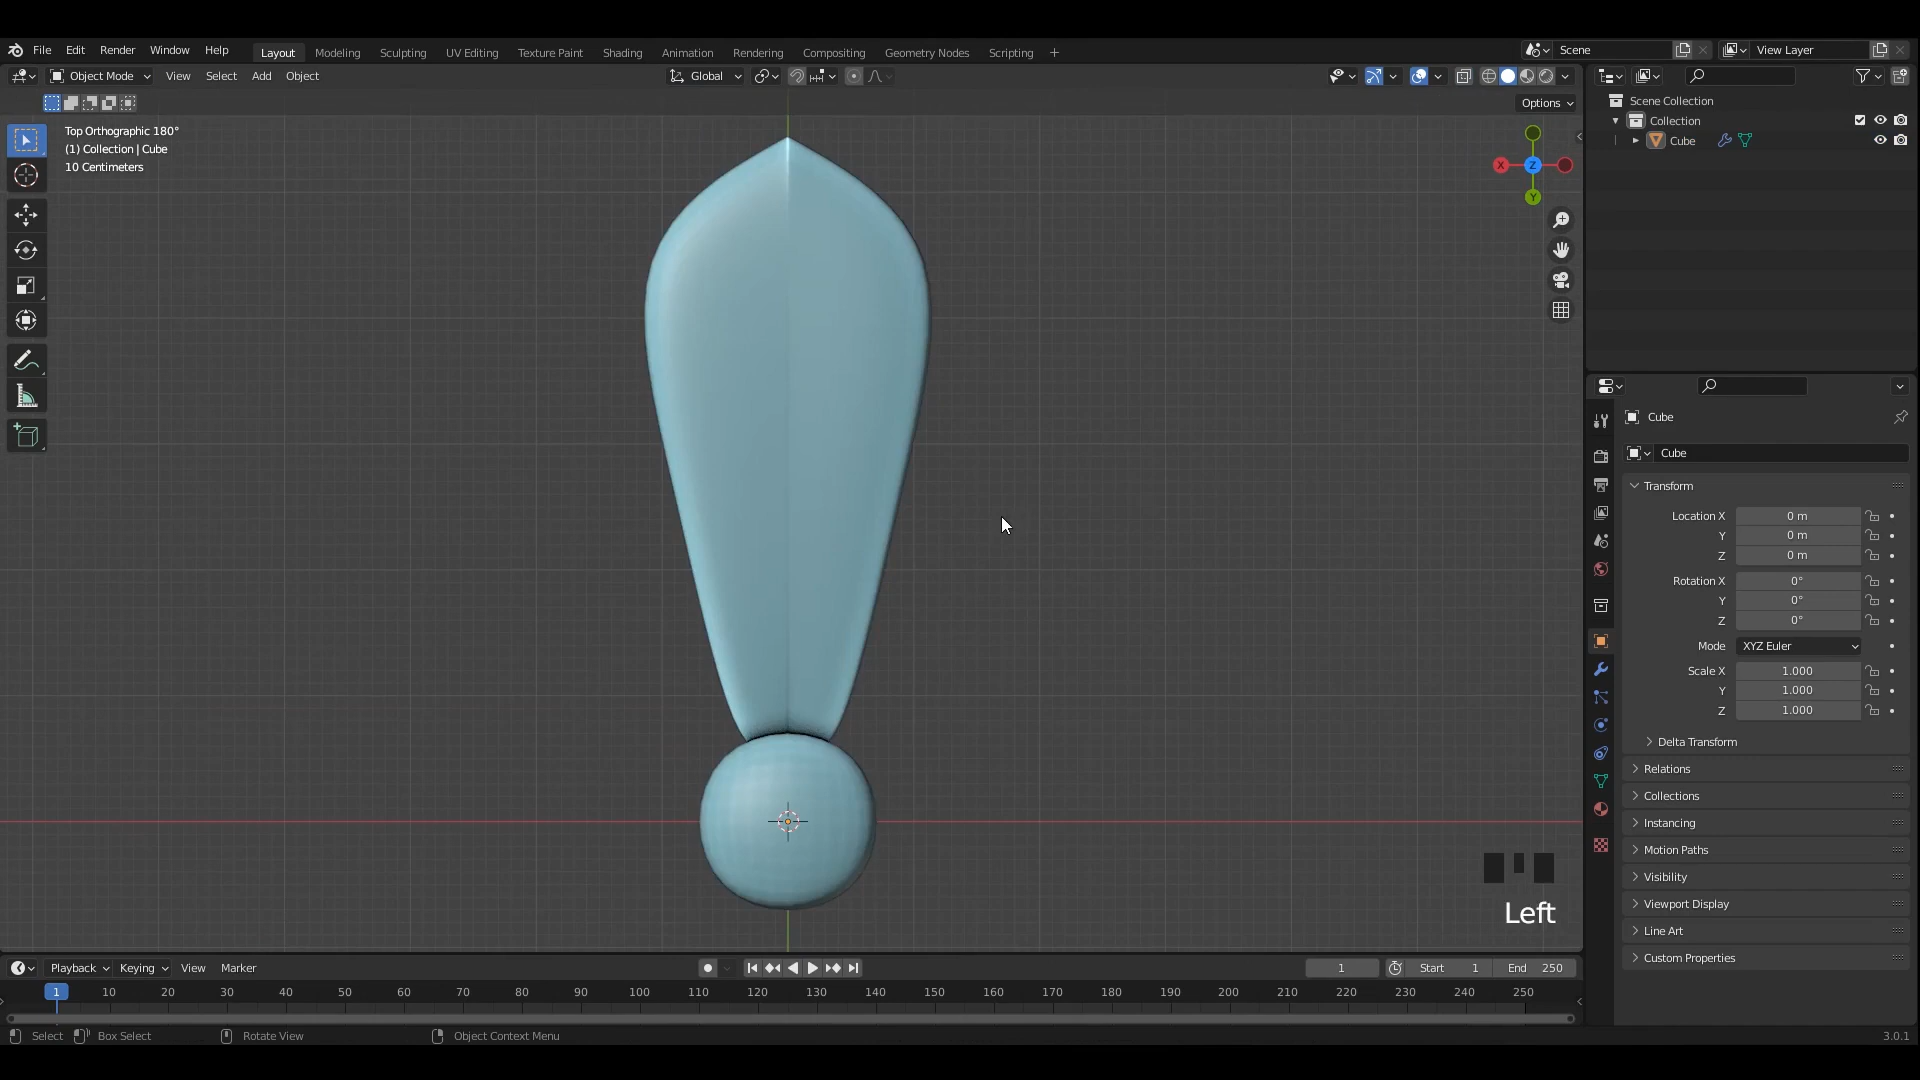 File Edit Render Window Help Layout Modeling Sculpting UV Editing Texture Paint Shading Animation Rendering Compositing Geometry Nodes Scripting + Scene View Layer
Object Mode View Select Add Object Global
Options
Top Orthographic 180°
(1) Collection | Cube
10 Centimeters
X Z Y
Scene Collection
Collection
Cube
Cube
Cube
Transform
Location X 0 m
Y 0 m
Z 0 m
Rotation X 0°
Y 0°
Z 0°
Mode XYZ Euler
Scale X 1.000
Y 1.000
Z 1.000
Delta Transform
Relations
Collections
Instancing
Motion Paths
Visibility
Viewport Display
Line Art
Custom Properties
Left
Playback Keying View Marker 1 Start 1 End 250
1 10 20 30 40 50 60 70 80 90 100 110 120 130 140 150 160 170 180 190 200 210 220 230 240 250
Select Box Select Rotate View Object Context Menu 3.0.1